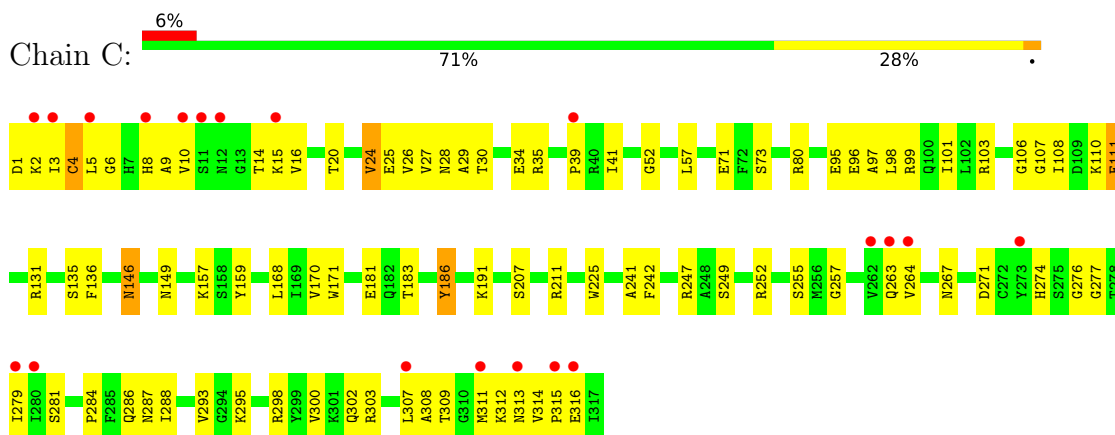 6%
Chain C:
71% 28% •
D1 K2 I3 C4 L5 G6 H7 H8 A9 V10 S11 N12 G13 T14 K15 V16 T20 V24 E25 V26 V27 N28 A29 T30 E34 R35 P39 R40 I41 G52 L57 E71 F72 S73 R80 E95 E96 A97 L98 R99 Q100 I101 L102 R103 G106 G107 I108 D109 K110 E111
R131 S135 F136 N146 N149 K157 S158 Y159 L168 I169 V170 W171 E181 Q182 T183 Y186 K191 S207 R211 W225 A241 F242 R247 A248 S249 R252 S255 M256 G257 V262 Q263 V264 N267 D271 C272 Y273 H274 S275 G276 G277 T278
I279 I280 S281 P284 F285 Q286 N287 I288 V293 G294 K295 R298 Y299 V300 K301 Q302 R303 L307 A308 T309 G310 M311 K312 N313 V314 P315 E316 I317